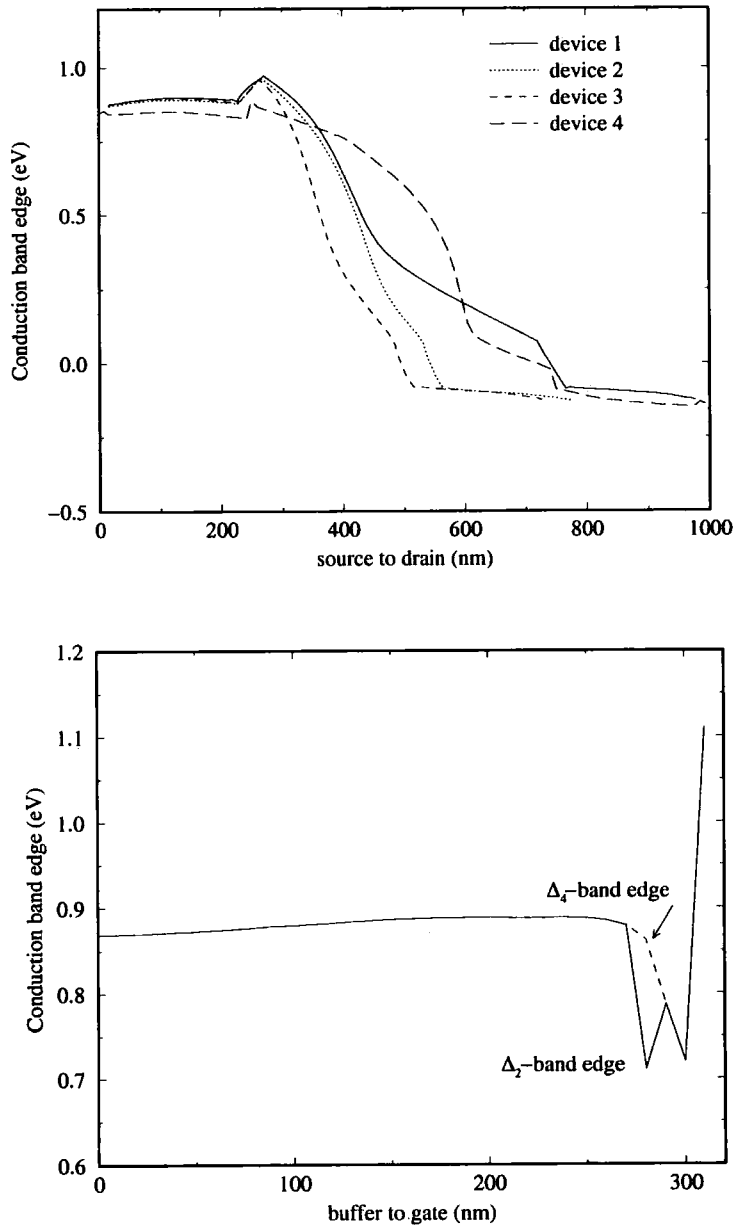 device 1
device 2
device 3
device 4
1.0
0.5
0.0
−0.5
Conduction band edge (eV)
0 200 400 600 800 1000
source to drain (nm)
1.2
1.1
1.0
0.9
0.8
0.7
0.6
Conduction band edge (eV)
Δ4−band edge
Δ2−band edge
0 100 200 300
buffer to gate (nm)